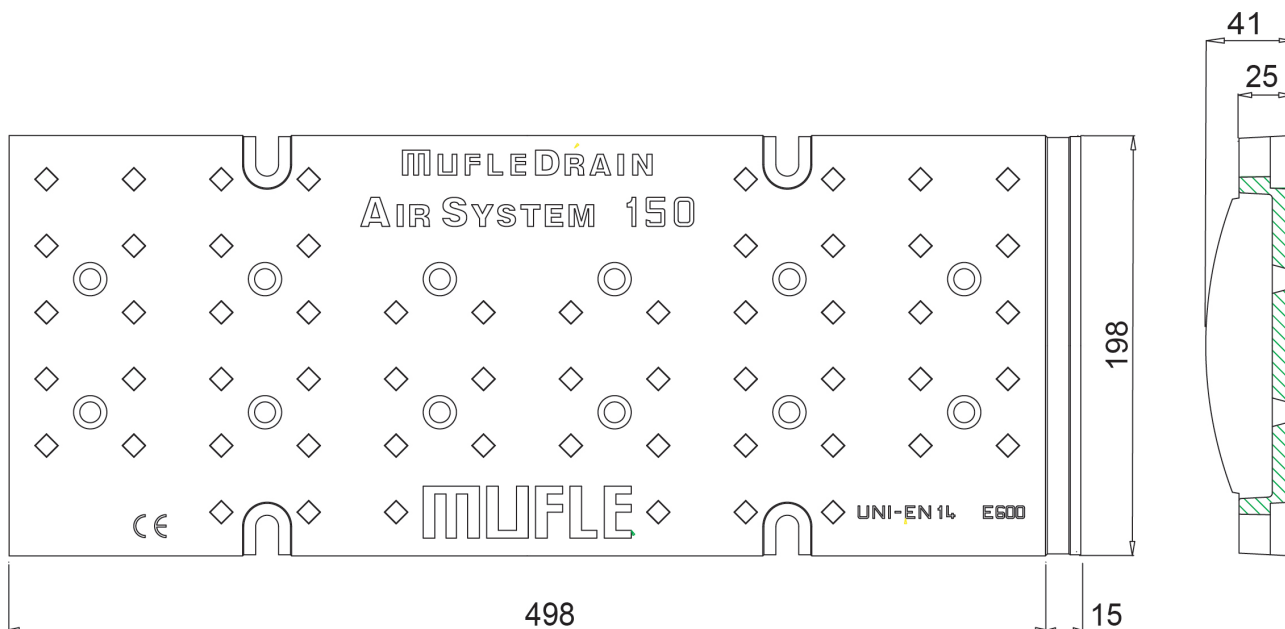 41
25
MUFLEDRAIN
AIR SYSTEM 150
198
MUFLE
CE
UNI-EN 14 E600
498
15